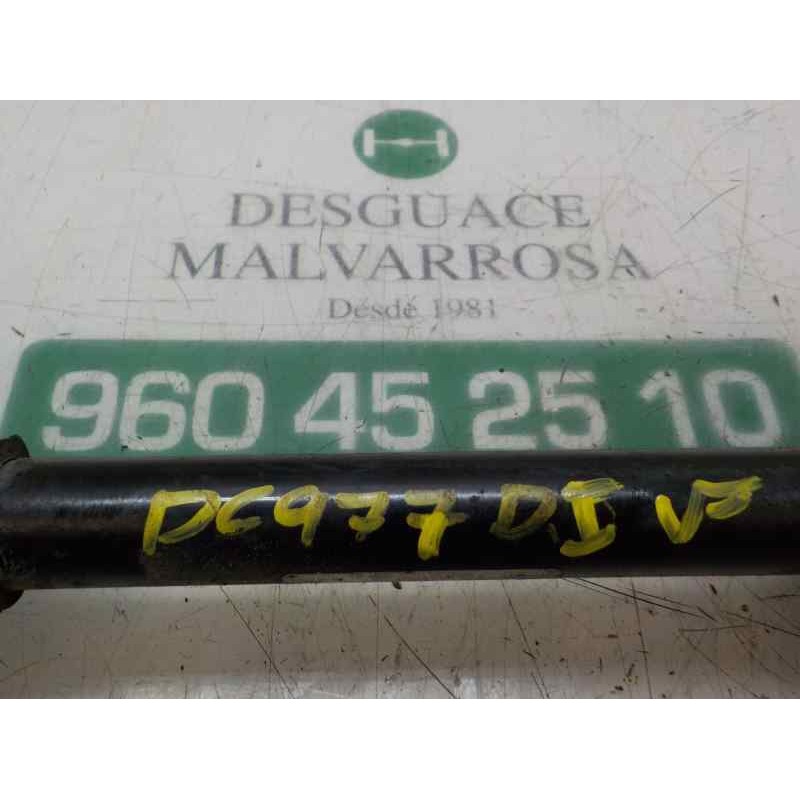 DESGUACE
MALVARROSA
Desde 1981
960 45 25 10
DC977 DI V